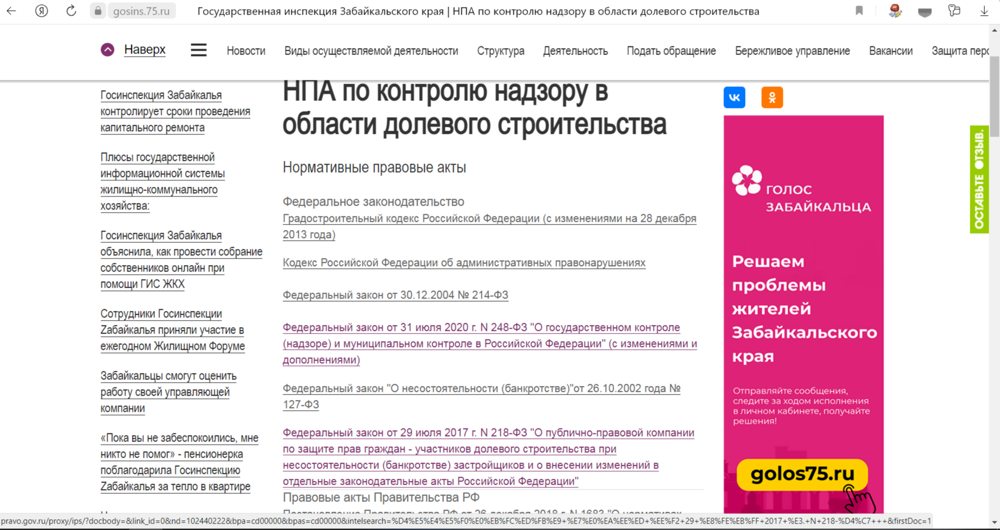 gosins.75.ru
Государственная инспекция Забайкальского края | НПА по контролю надзору в области долевого строительства
Наверх
Новости
Виды осуществляемой деятельности
Структура
Деятельность
Подать обращение
Бережливое управление
Вакансии
Защита перс
Госинспекция Забайкалья
контролирует сроки проведения
капитального ремонта
Плюсы государственной
информационной системы
жилищно-коммунального
хозяйства:
Госинспекция Забайкалья
объяснила, как провести собрание
собственников онлайн при
помощи ГИС ЖКХ
Сотрудники Госинспекции
Zабайкалья приняли участие в
ежегодном Жилищном Форуме
Забайкальцы смогут оценить
работу своей управляющей
компании
«Пока вы не забеспокоились, мне
никто не помог» - пенсионерка
поблагодарила Госинспекцию
Zабайкалья за тепло в квартире
НПА по контролю надзору в
области долевого строительства
Нормативные правовые акты
Федеральное законодательство
Градостроительный кодекс Российской Федерации (с изменениями на 28 декабря
2013 года)
Кодекс Российской Федерации об административных правонарушениях
Федеральный закон от 30.12.2004 № 214-ФЗ
Федеральный закон от 31 июля 2020 г. N 248-ФЗ "О государственном контроле
(надзоре) и муниципальном контроле в Российской Федерации" (с изменениями и
дополнениями)
Федеральный закон "О несостоятельности (банкротстве)"от 26.10.2002 года №
127-ФЗ
Федеральный закон от 29 июля 2017 г. N 218-ФЗ "О публично-правовой компании
по защите прав граждан - участников долевого строительства при
несостоятельности (банкротстве) застройщиков и о внесении изменений в
отдельные законодательные акты Российской Федерации"
Правовые акты Правительства РФ
Постановление Правительства РФ от 26 декабря 2018 г. N 1683 "О нормативах
ГОЛОС
ЗАБАЙКАЛЬЦА
Решаем
проблемы
жителей
Забайкальского
края
Отправляйте сообщения,
следите за ходом исполнения
в личном кабинете, получайте
решения!
golos75.ru
ОСТАВЬТЕ ОТЗЫВ.
pravo.gov.ru/proxy/ips/?docbody=&link_id=0&nd=102440222&bpa=cd00000&bpas=cd00000&intelsearch=%D4%E5%E4%E5%F0%E0%EB%FC%ED%FB%E9+%E7%E0%EA%EE%ED+%EE%F2+29+%E8%FE%EB%FF+2017+%E3.+N+218-%D4%C7+++&firstDoc=1